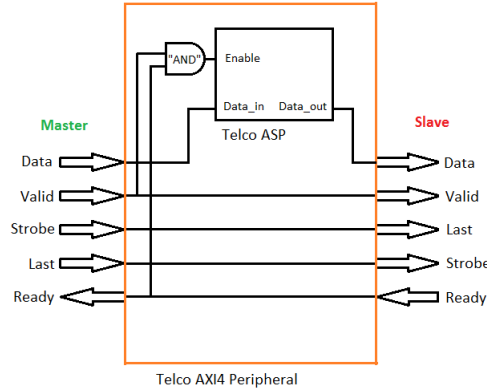 "AND"
Enable
Data_in Data_out
Telco ASP
Master
Slave
Data
Data
Valid
Valid
Strobe
Last
Last
Strobe
Ready
Ready
Telco AXI4 Peripheral